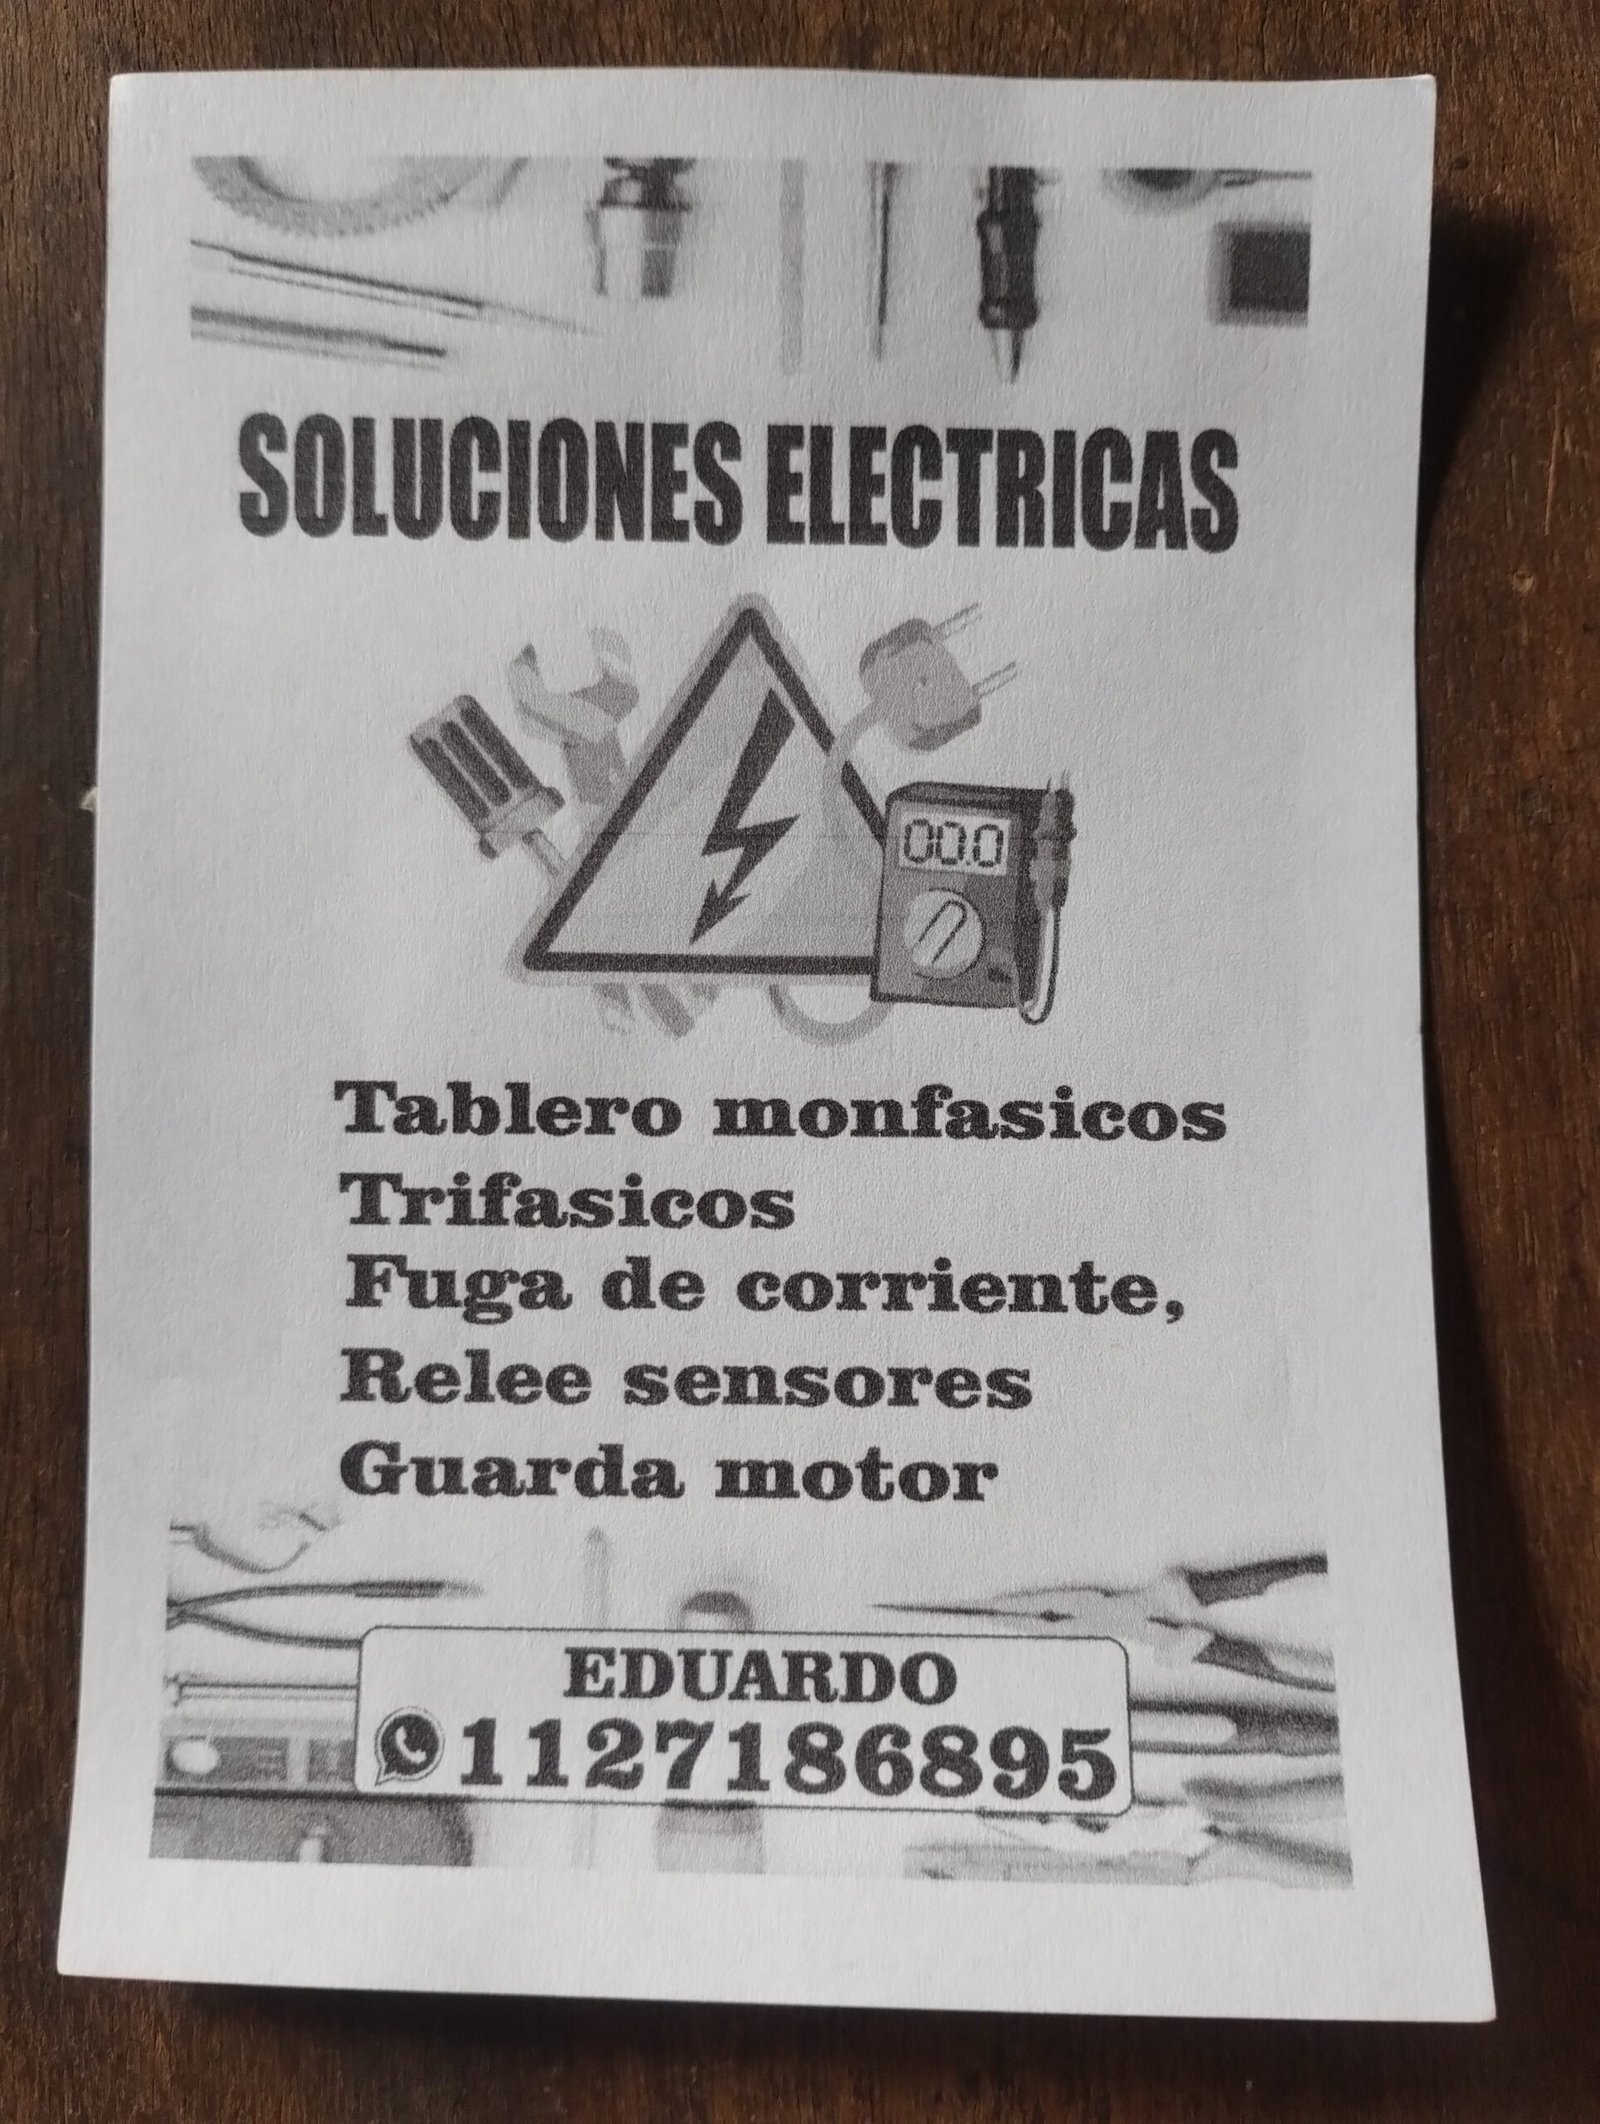 SOLUCIONES ELECTRICAS
00.0
Tablero monfasicos
Trifasicos
Fuga de corriente,
Relee sensores
Guarda motor
EDUARDO
1127186895